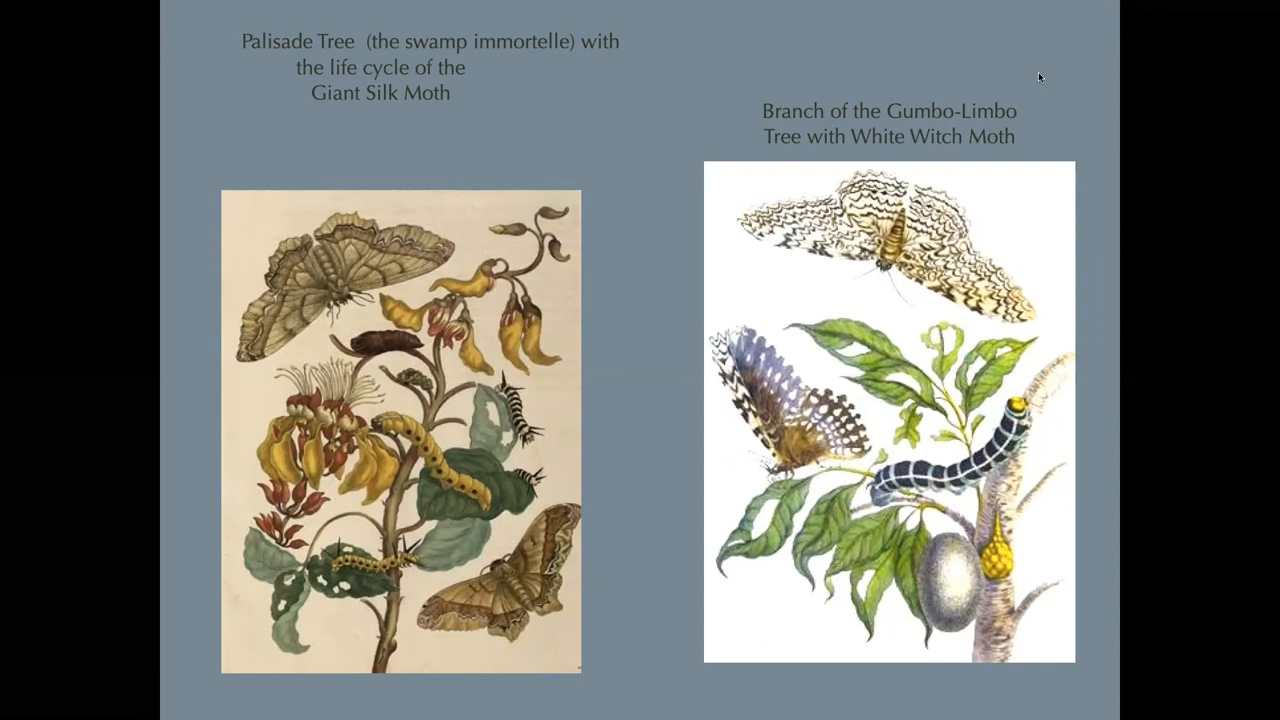 Palisade Tree  (the swamp immortelle) with
the life cycle of the
Giant Silk Moth
Branch of the Gumbo-Limbo
Tree with White Witch Moth